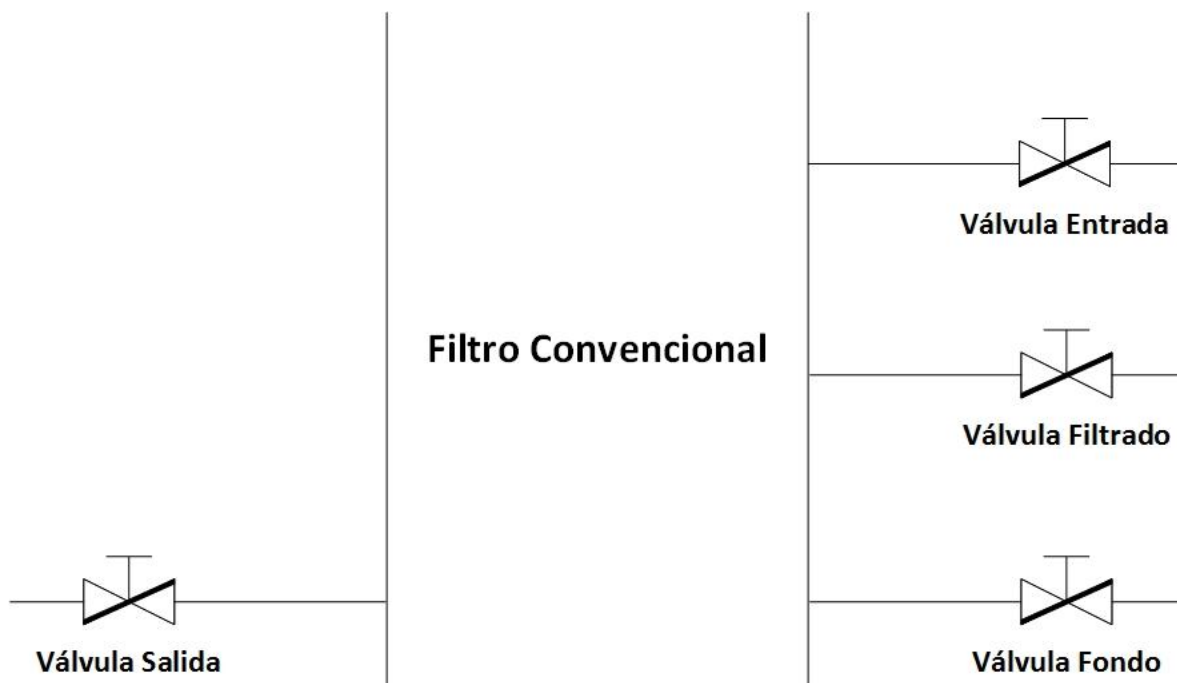 Válvula Entrada
Filtro Convencional
Válvula Filtrado
Válvula Salida
Válvula Fondo